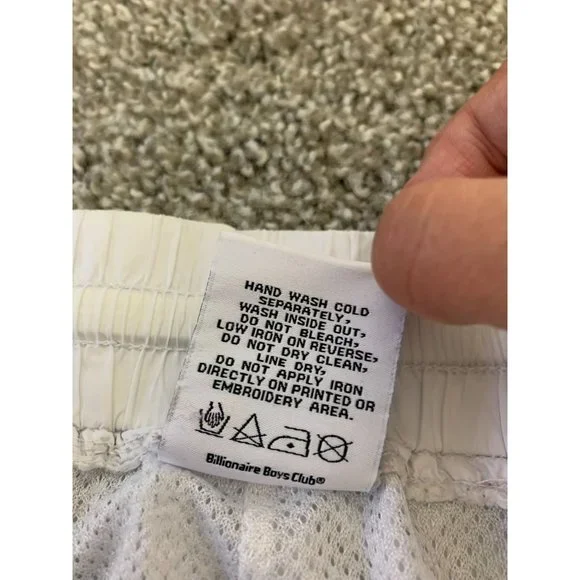 HAND WASH COLD
SEPARATELY,
WASH INSIDE OUT,
DO NOT BLEACH,
LOW IRON ON REVERSE,
DO NOT DRY CLEAN,
LINE DRY,
DO NOT APPLY IRON
DIRECTLY ON PRINTED OR
EMBROIDERY AREA.
Billionaire Boys Club®